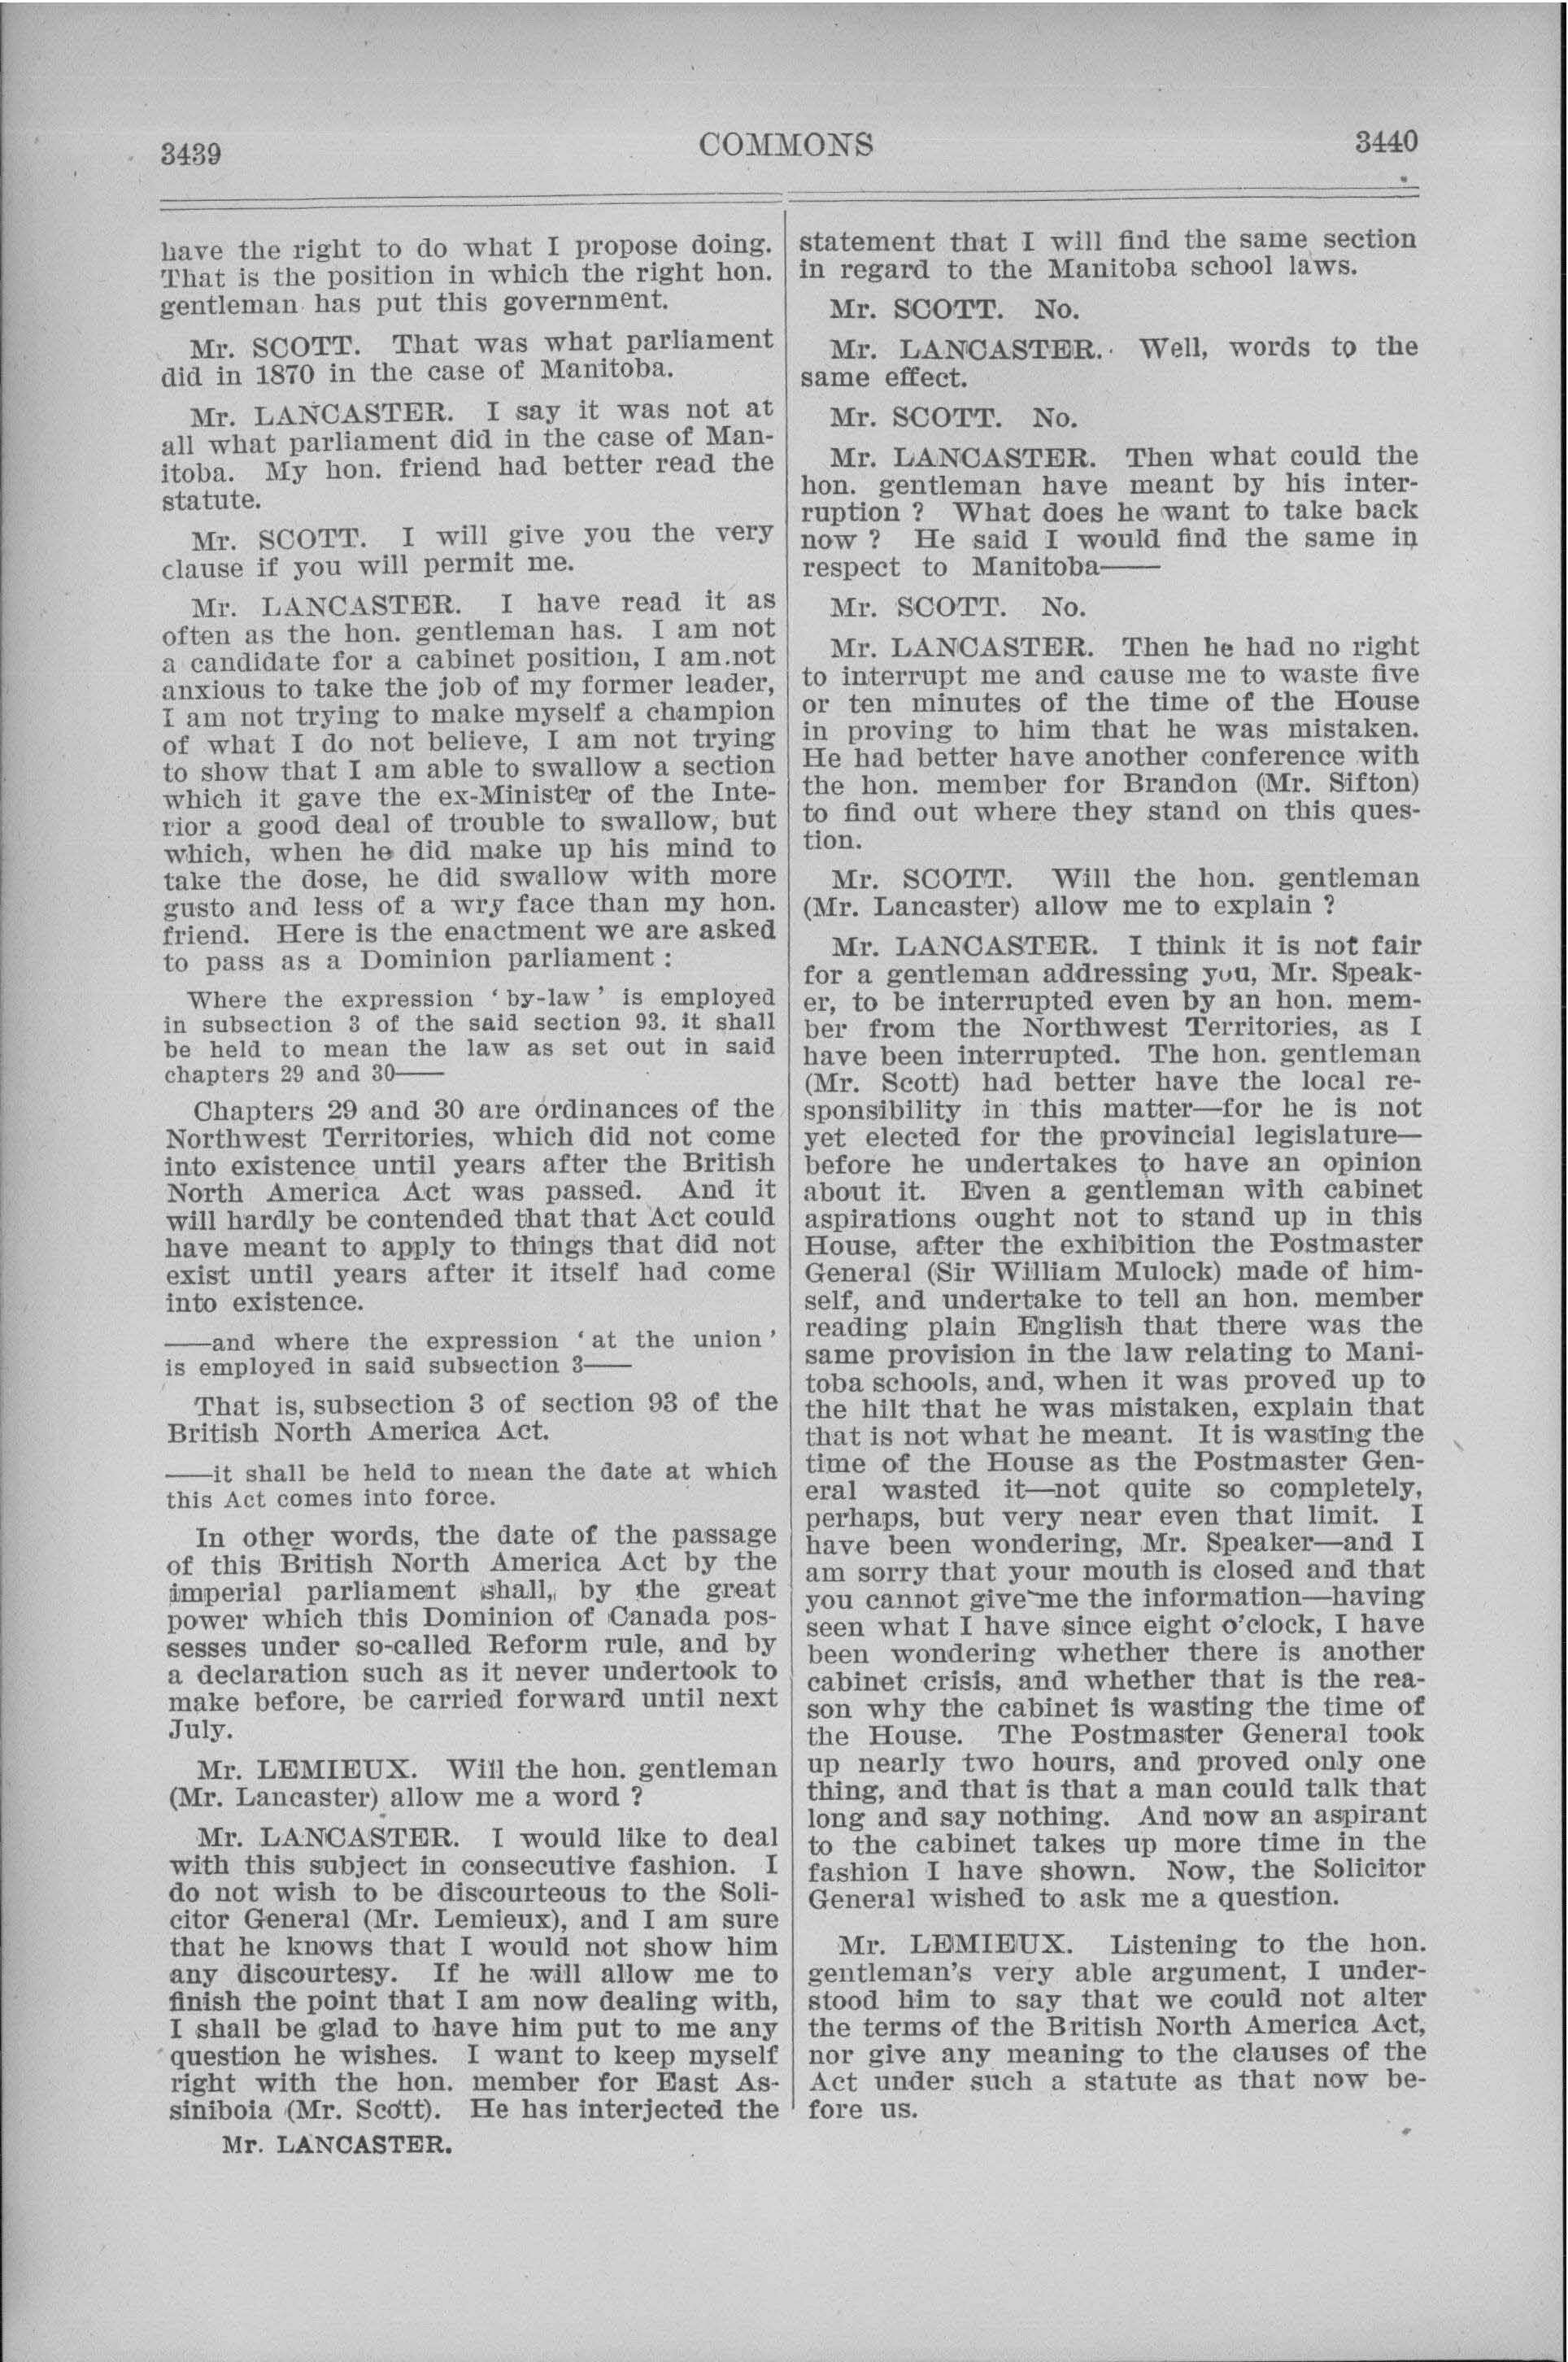 3439
COMMONS
3440
have the right to do what I propose doing.
That is the position in which the right hon.
gentleman has put this government.
Mr. SCOTT. That was what parliament
did in 1870 in the case of Manitoba.
Mr. LANCASTER. I say it was not at
all what parliament did in the case of Man-
itoba. My hon. friend had better read the
statute.
Mr. SCOTT. I will give you the very
clause if you will permit me.
Mr. LANCASTER. I have read it as
often as the hon. gentleman has. I am not
a candidate for a cabinet position, I am not
anxious to take the job of my former leader,
I am not trying to make myself a champion
of what I do not believe, I am not trying
to show that I am able to swallow a section
which it gave the ex-Minister of the Inte-
rior a good deal of trouble to swallow, but
which, when he did make up his mind to
take the dose, he did swallow with more
gusto and less of a wry face than my hon.
friend. Here is the enactment we are asked
to pass as a Dominion parliament :
Where the expression ‘ by-law ’ is employed
in subsection 3 of the said section 93. it shall
be held to mean the law as set out in said
chapters 29 and 30——
Chapters 29 and 30 are ordinances of the
Northwest Territories, which did not come
into existence until years after the British
North America Act was passed. And it
will hardly be contended that that Act could
have meant to apply to things that did not
exist until years after it itself had come
into existence.
——and where the expression ‘ at the union ’
is employed in said subsection 3——
That is, subsection 3 of section 93 of the
British North America Act.
——it shall be held to mean the date at which
this Act comes into force.
In other words, the date of the passage
of this British North America Act by the
imperial parliament shall, by the great
power which this Dominion of Canada pos-
sesses under so-called Reform rule, and by
a declaration such as it never undertook to
make before, be carried forward until next
July.
Mr. LEMIEUX. Will the hon. gentleman
(Mr. Lancaster) allow me a word ?
Mr. LANCASTER. I would like to deal
with this subject in consecutive fashion. I
do not wish to be discourteous to the Soli-
citor General (Mr. Lemieux), and I am sure
that he knows that I would not show him
any discourtesy. If he will allow me to
finish the point that I am now dealing with,
I shall be glad to have him put to me any
question he wishes. I want to keep myself
right with the hon. member for East As-
siniboia (Mr. Scott). He has interjected the
Mr. LANCASTER.
statement that I will find the same section
in regard to the Manitoba school laws.
Mr. SCOTT. No.
Mr. LANCASTER. Well, words to the
same effect.
Mr. SCOTT. No.
Mr. LANCASTER. Then what could the
hon. gentleman have meant by his inter-
ruption ? What does he want to take back
now ? He said I would find the same in
respect to Manitoba——
Mr. SCOTT. No.
Mr. LANCASTER. Then he had no right
to interrupt me and cause me to waste five
or ten minutes of the time of the House
in proving to him that he was mistaken.
He had better have another conference with
the hon. member for Brandon (Mr. Sifton)
to find out where they stand on this ques-
tion.
Mr. SCOTT. Will the hon. gentleman
(Mr. Lancaster) allow me to explain ?
Mr. LANCASTER. I think it is not fair
for a gentleman addressing you, Mr. Speak-
er, to be interrupted even by an hon. mem-
ber from the Northwest Territories, as I
have been interrupted. The hon. gentleman
(Mr. Scott) had better have the local re-
sponsibility in this matter—for he is not
yet elected for the provincial legislature—
before he undertakes to have an opinion
about it. Even a gentleman with cabinet
aspirations ought not to stand up in this
House, after the exhibition the Postmaster
General (Sir William Mulock) made of him-
self, and undertake to tell an hon. member
reading plain English that there was the
same provision in the law relating to Mani-
toba schools, and, when it was proved up to
the hilt that he was mistaken, explain that
that is not what he meant. It is wasting the
time of the House as the Postmaster Gen-
eral wasted it—not quite so completely,
perhaps, but very near even that limit. I
have been wondering, Mr. Speaker—and I
am sorry that your mouth is closed and that
you cannot give me the information—having
seen what I have since eight o'clock, I have
been wondering whether there is another
cabinet crisis, and whether that is the rea-
son why the cabinet is wasting the time of
the House. The Postmaster General took
up nearly two hours, and proved only one
thing, and that is that a man could talk that
long and say nothing. And now an aspirant
to the cabinet takes up more time in the
fashion I have shown. Now, the Solicitor
General wished to ask me a question.
Mr. LEMIEUX. Listening to the hon.
gentleman's very able argument, I under-
stood him to say that we could not alter
the terms of the British North America Act,
nor give any meaning to the clauses of the
Act under such a statute as that now be-
fore us.